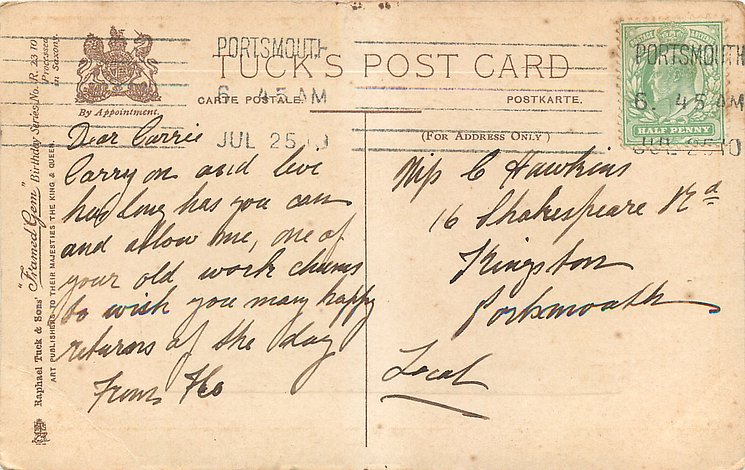 PORTSMOUTH
6. 45 AM
JUL 25 10
PORTSMOUTH
6. 45 AM
JUL 25 10
HALF PENNY
TUCK'S POST CARD
CARTE POSTALE.
POSTKARTE.
By Appointment
(FOR ADDRESS ONLY)
Raphael Tuck & Sons' "Framed Gem" Birthday Series, No. R. 23 10
Processed in Saxony.
ART PUBLISHERS TO THEIR MAJESTIES THE KING & QUEEN.
Dear Carrie
Carry on and live
has long has you can
and allow me, one of
your old work chums
to wish you many happy
returns of the day
From Flo
Miss C Hawkins
16 Shakespeare Rd
Kingston
Portsmouth
Local